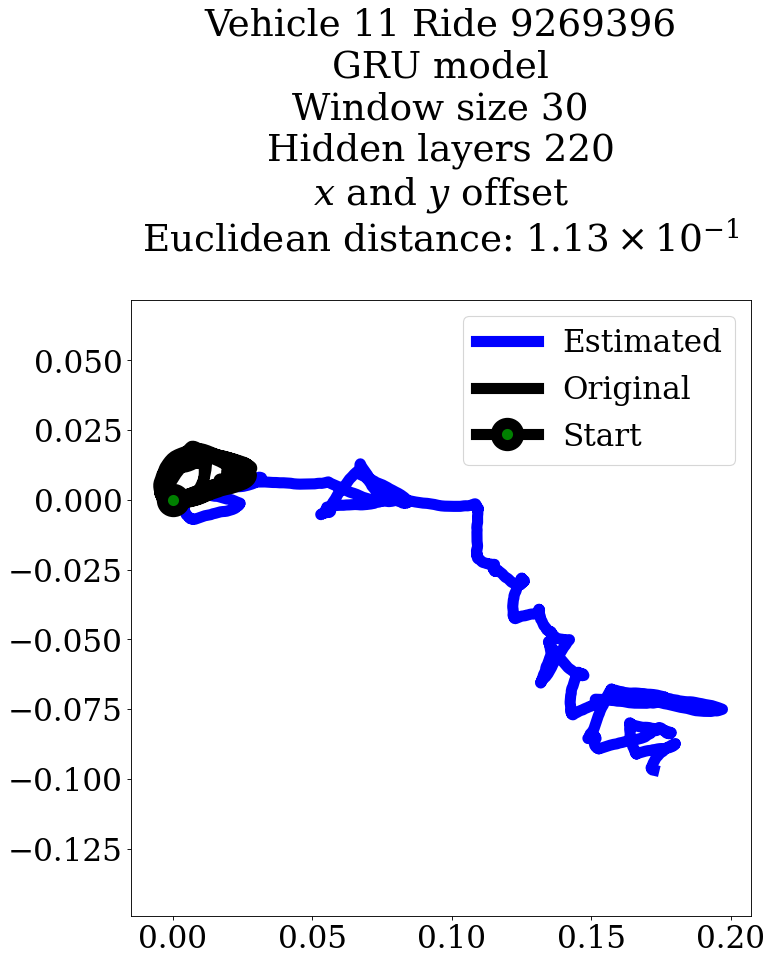 Vehicle 11 Ride 9269396
GRU model
Window size 30
Hidden layers 220
x and y offset
Euclidean distance: 1.13 × 10⁻¹
Estimated
Original
Start
0.050
0.025
0.000
−0.025
−0.050
−0.075
−0.100
−0.125
0.00 0.05 0.10 0.15 0.20